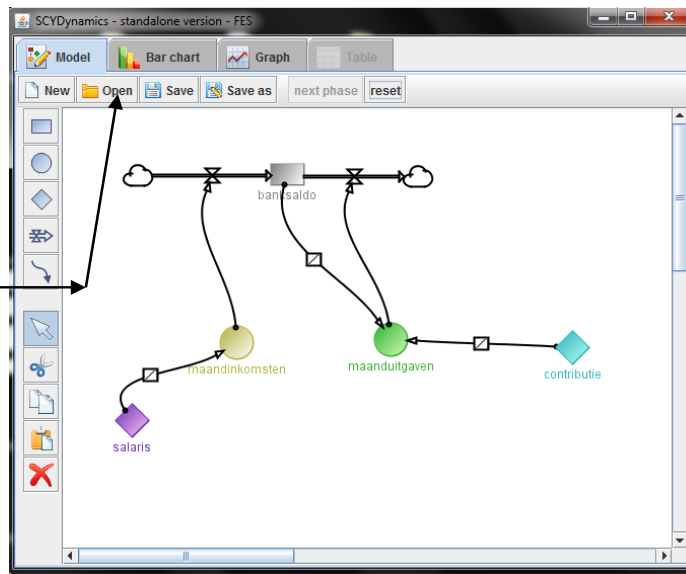 SCYDynamics - standalone version - FES
Model Bar chart Graph Table
New Open Save Save as next phase reset
banksaldo
maandinkomsten
maanduitgaven
contributie
salaris